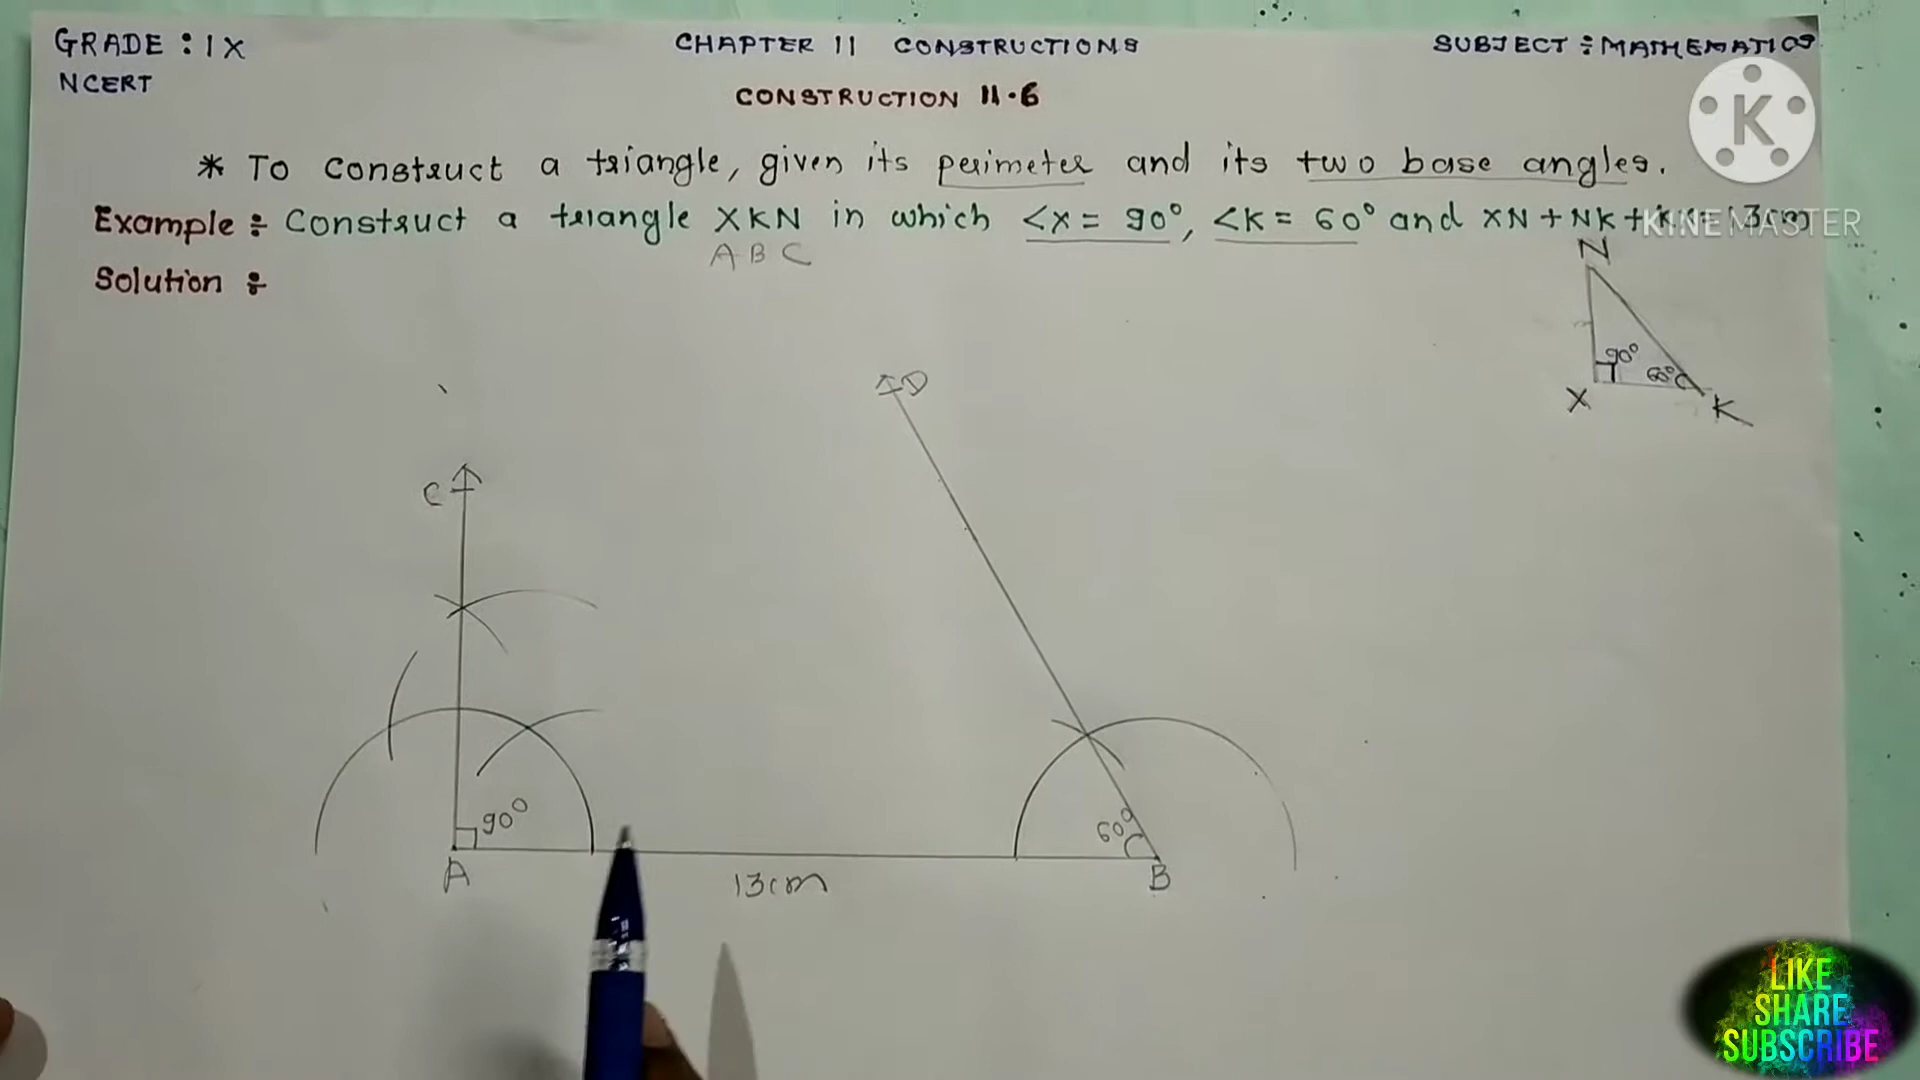 GRADE : IX
CHAPTER 11 CONSTRUCTIONS
SUBJECT : MATHEMATICS
NCERT
CONSTRUCTION 11.6
K
* To construct a triangle, given its perimeter and its two base angles.
Example :- Construct a triangle XKN in which <X = 90°, <K = 60° and XN + NK + = 13cm
KINEMASTER
A B C
Solution :-
N
90°
60°
X
K
D
C
90°
60°
A
13cm
B
LIKE
SHARE
SUBSCRIBE